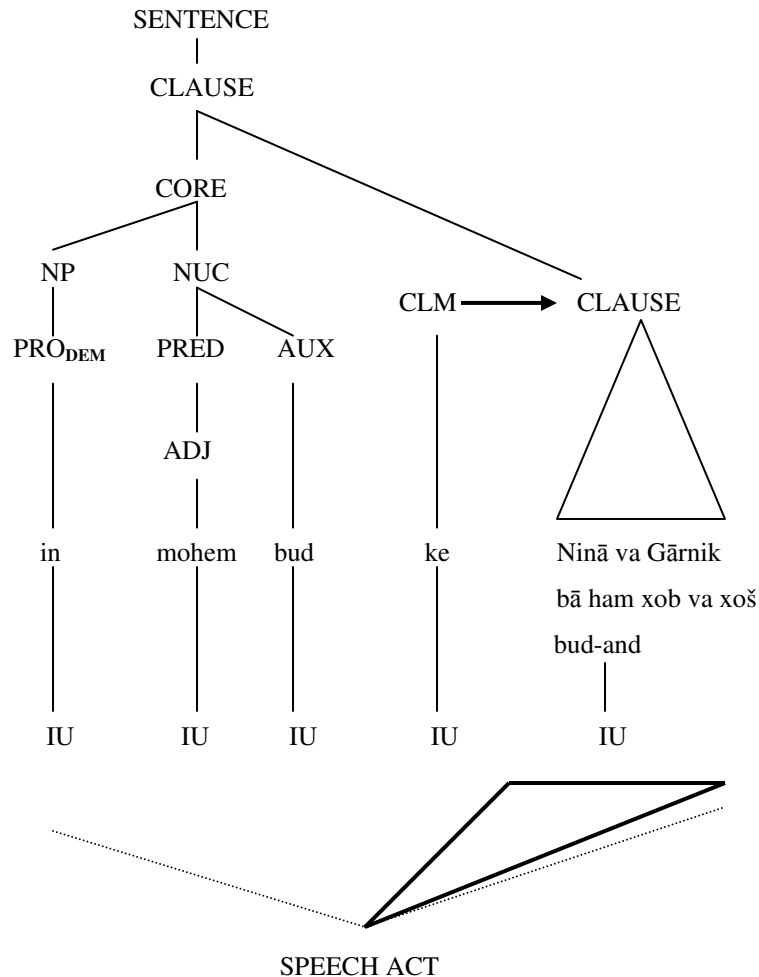 SENTENCE
CLAUSE
CORE
NP NUC
CLM CLAUSE
PRODEM PRED AUX
ADJ
in mohem bud ke Ninā va Gārnik
bā ham xob va xoš
bud-and
IU IU IU IU IU
SPEECH ACT